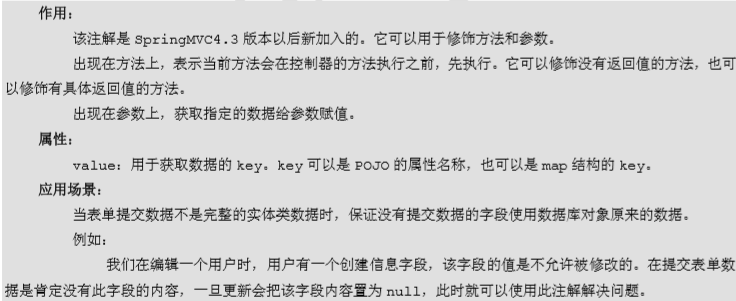 作用：
该注解是 SpringMVC4.3 版本以后新加入的。它可以用于修饰方法和参数。
出现在方法上，表示当前方法会在控制器的方法执行之前，先执行。它可以修饰没有返回值的方法，也可
以修饰有具体返回值的方法。
出现在参数上，获取指定的数据给参数赋值。
属性：
value：用于获取数据的 key。key 可以是 POJO 的属性名称，也可以是 map 结构的 key。
应用场景：
当表单提交数据不是完整的实体类数据时，保证没有提交数据的字段使用数据库对象原来的数据。
例如：
我们在编辑一个用户时，用户有一个创建信息字段，该字段的值是不允许被修改的。在提交表单数
据是肯定没有此字段的内容，一旦更新会把该字段内容置为 null，此时就可以使用此注解解决问题。